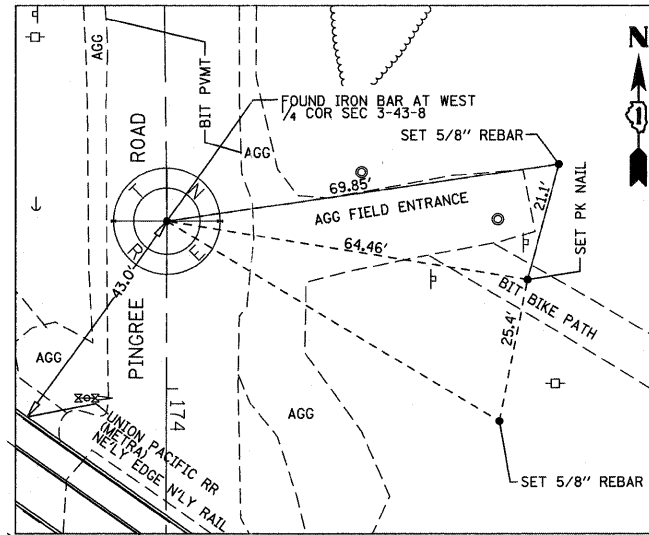 AGG
BIT PVMT
N
1
FOUND IRON BAR AT WEST
1/4 COR SEC 3-43-8
AGG
SET 5/8" REBAR
ROAD
T N
R E
69.85'
AGG FIELD ENTRANCE
21.1'
SET PK NAIL
64.46'
43.0'
BIT BIKE PATH
25.4'
PINGREE
AGG
174
AGG
UNION PACIFIC RR
(METRA)
NE'LY EDGE N'LY RAIL
SET 5/8" REBAR